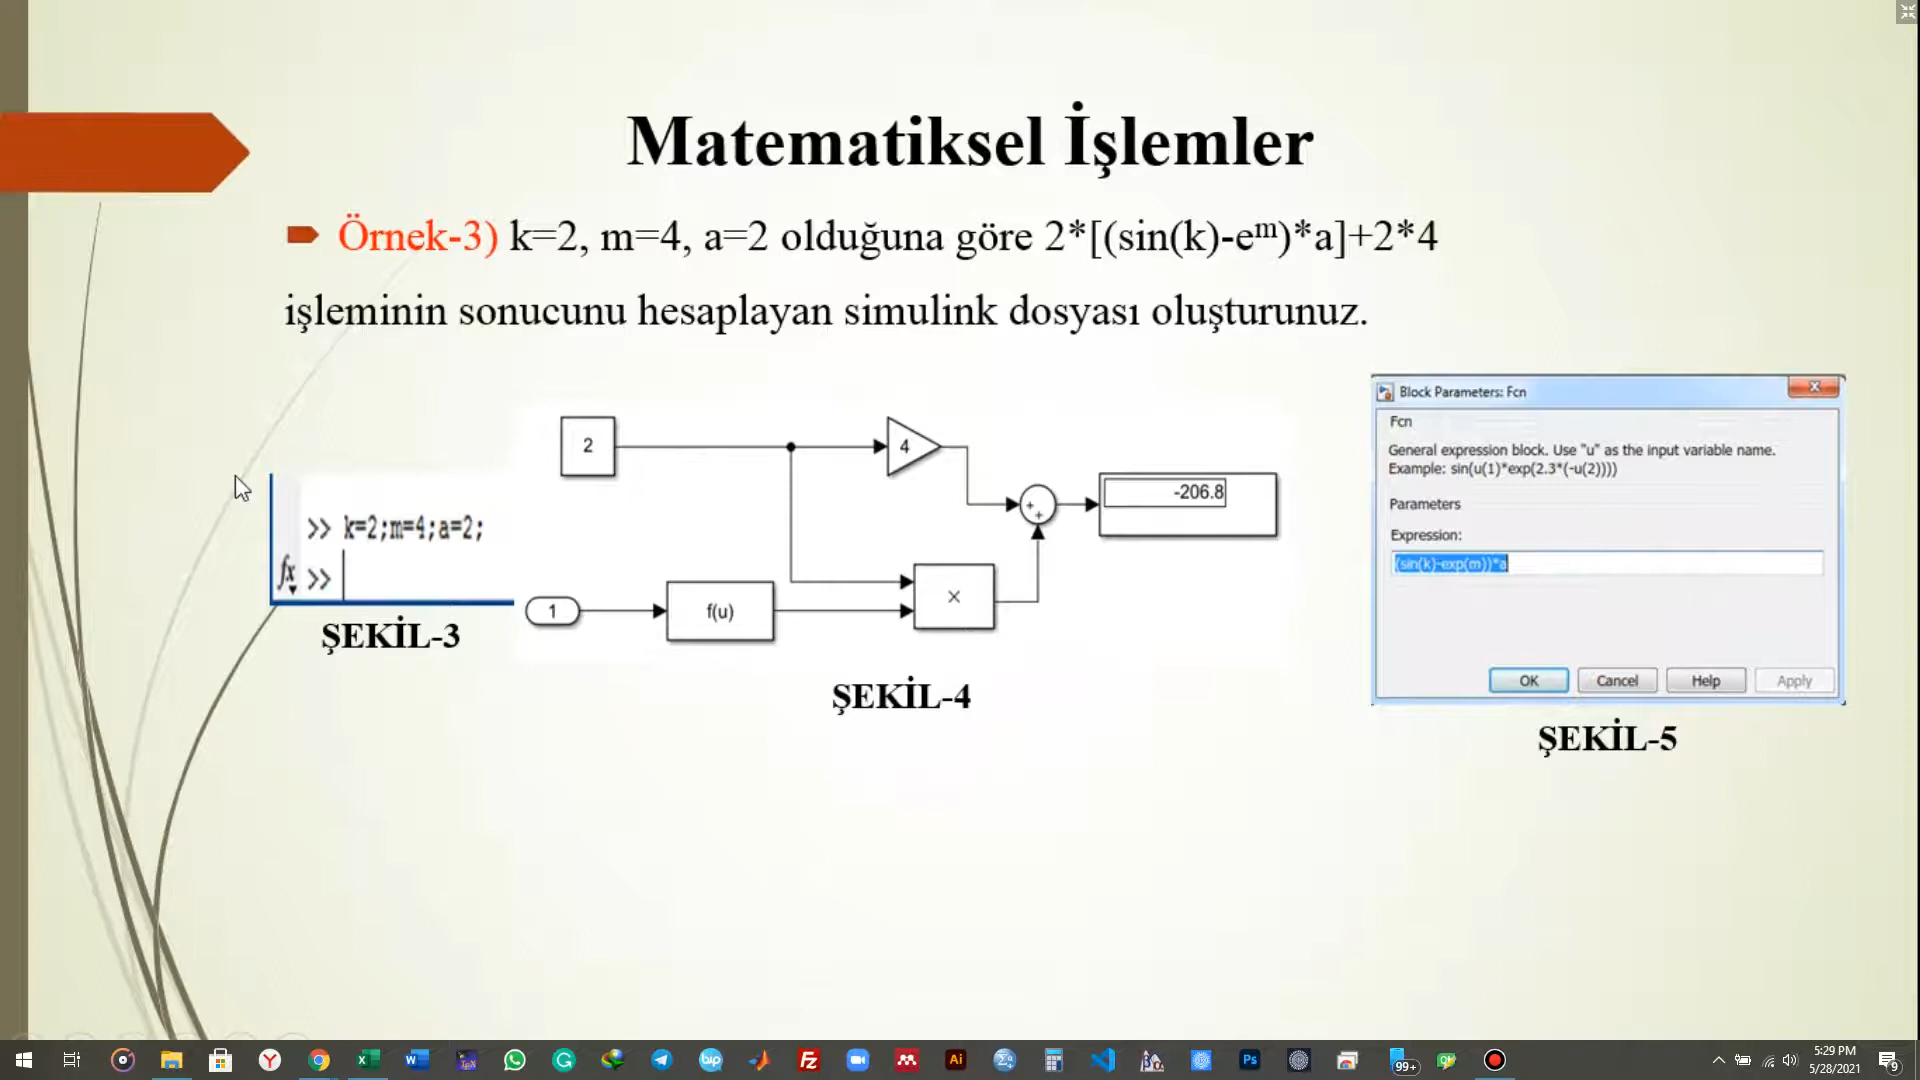 Matematiksel İşlemler
Örnek-3) k=2, m=4, a=2 olduğuna göre 2*[(sin(k)-eᵐ)*a]+2*4
işleminin sonucunu hesaplayan simulink dosyası oluşturunuz.
>> k=2;m=4;a=2;
fx >>
ŞEKİL-3
2
4
-206.8
+
+
1
f(u)
×
ŞEKİL-4
Block Parameters: Fcn
Fcn
General expression block. Use "u" as the input variable name.
Example: sin(u(1)*exp(2.3*(-u(2))))
Parameters
Expression:
(sin(k)-exp(m))*a
OK Cancel Help Apply
ŞEKİL-5
99+
5:29 PM
5/28/2021
9